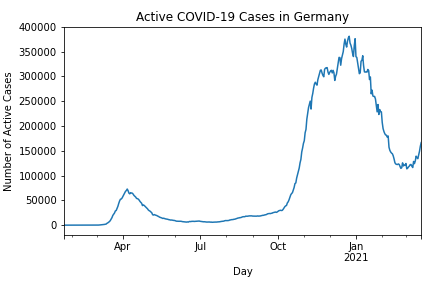 Active COVID-19 Cases in Germany
400000
350000
300000
250000
200000
150000
100000
50000
0
Number of Active Cases
Apr
Jul
Oct
Jan
2021
Day